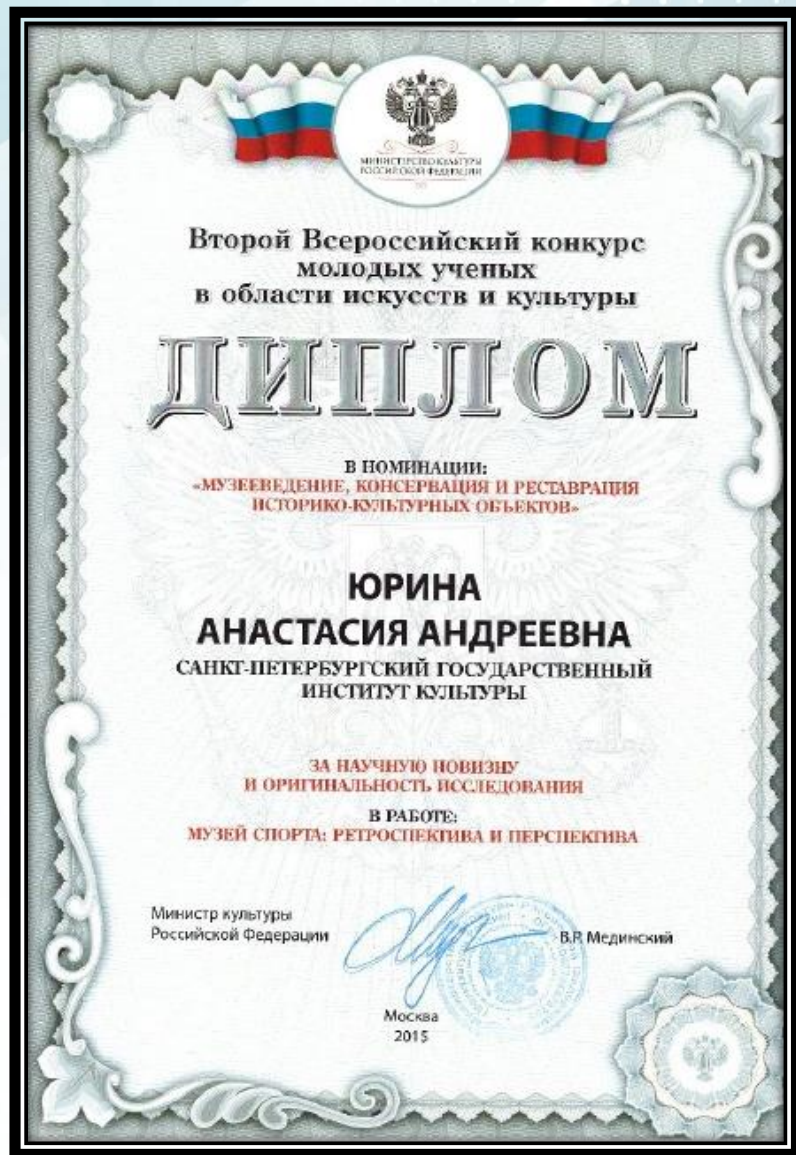 МИНИСТЕРСТВО КУЛЬТУРЫ
РОССИЙСКОЙ ФЕДЕРАЦИИ
Второй Всероссийский конкурс
молодых ученых
в области искусств и культуры
ДИПЛОМ
В НОМИНАЦИИ:
«МУЗЕЕВЕДЕНИЕ, КОНСЕРВАЦИЯ И РЕСТАВРАЦИЯ
ИСТОРИКО-КУЛЬТУРНЫХ ОБЪЕКТОВ»
ЮРИНА
АНАСТАСИЯ АНДРЕЕВНА
САНКТ-ПЕТЕРБУРГСКИЙ ГОСУДАРСТВЕННЫЙ
ИНСТИТУТ КУЛЬТУРЫ
ЗА НАУЧНУЮ НОВИЗНУ
И ОРИГИНАЛЬНОСТЬ ИССЛЕДОВАНИЯ
В РАБОТЕ:
МУЗЕЙ СПОРТА: РЕТРОСПЕКТИВА И ПЕРСПЕКТИВА
Министр культуры
Российской Федерации
В.Р. Мединский
Москва
2015